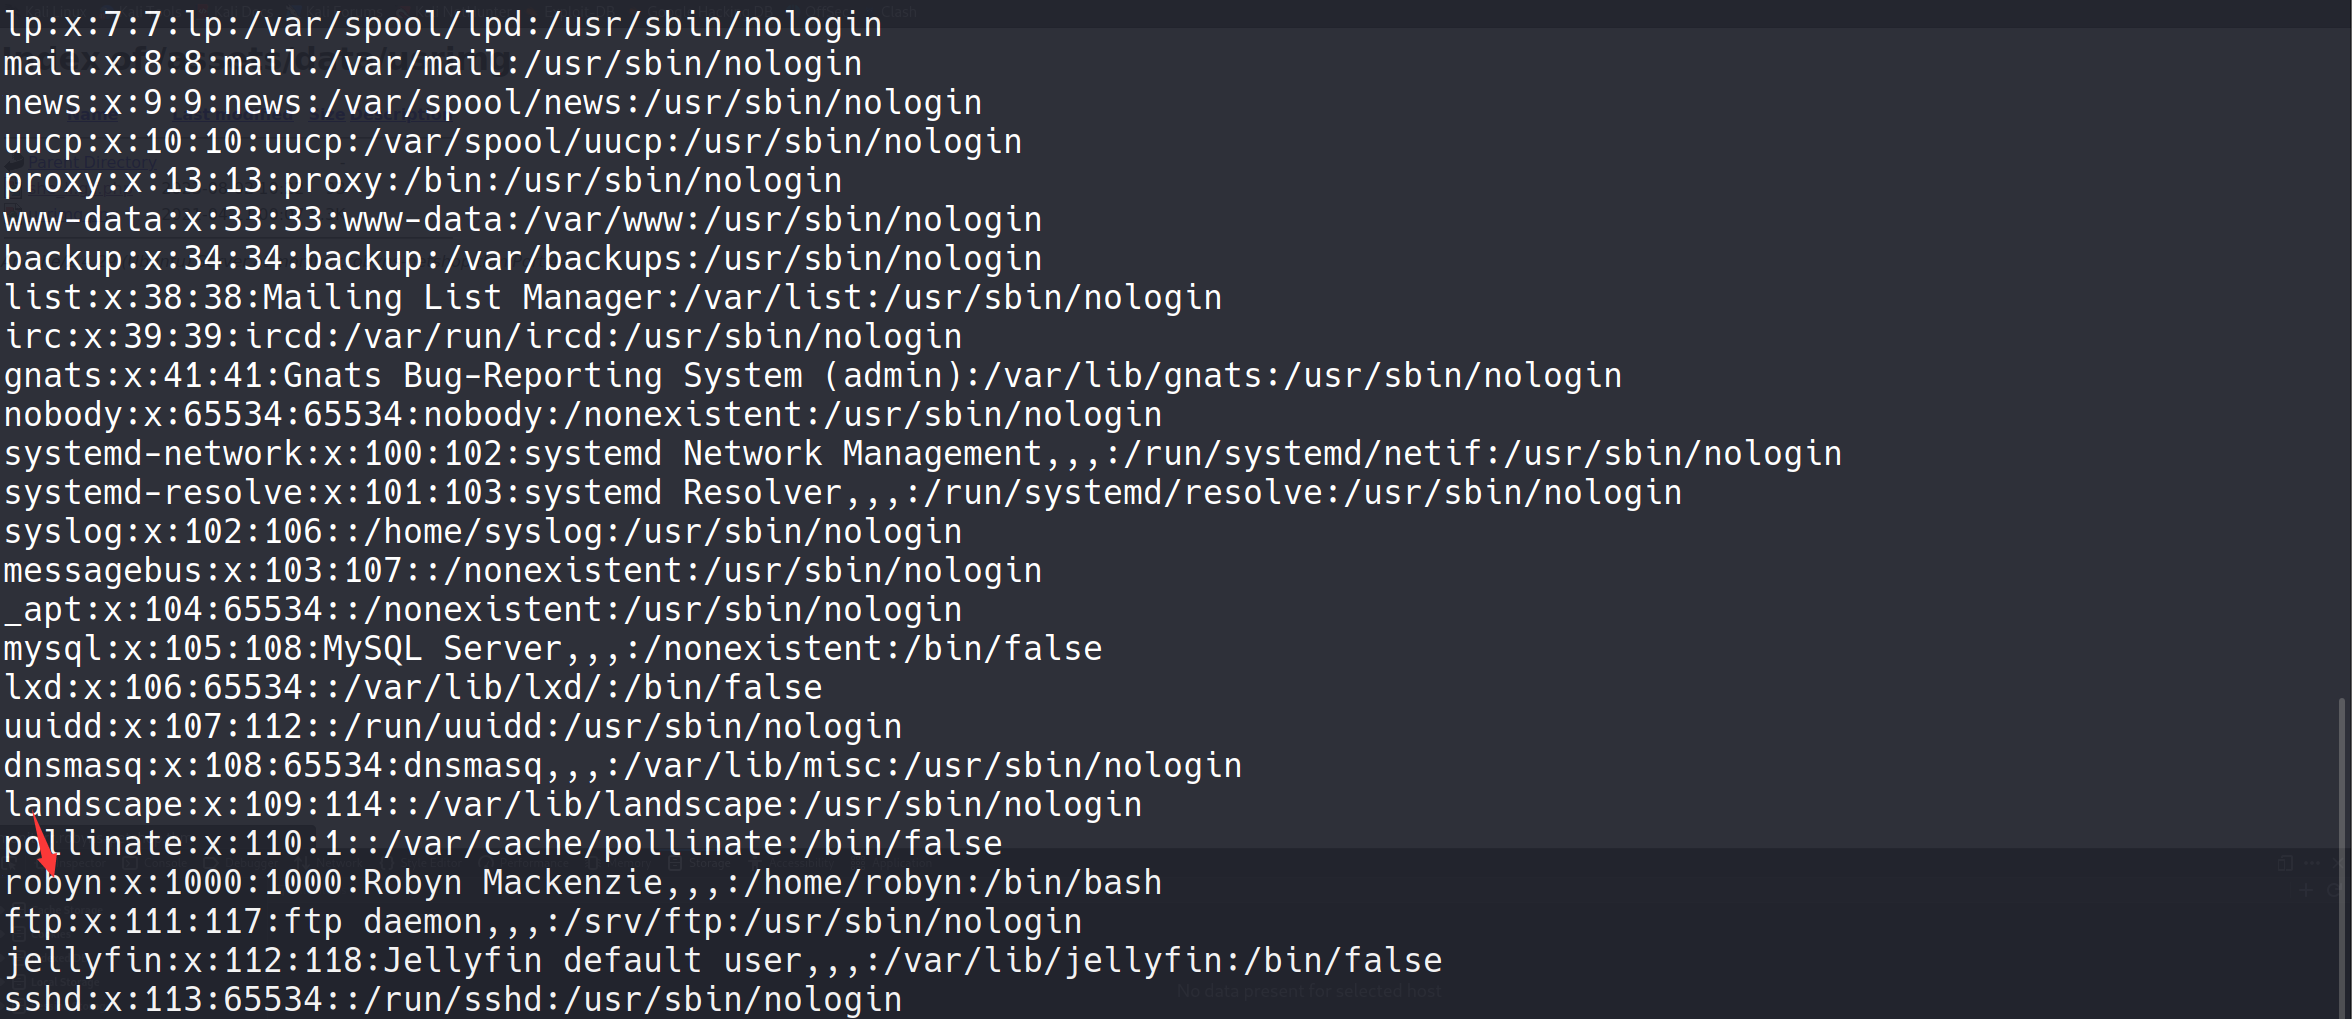 lp:x:7:7:lp:/var/spool/lpd:/usr/sbin/nologin
mail:x:8:8:mail:/var/mail:/usr/sbin/nologin
news:x:9:9:news:/var/spool/news:/usr/sbin/nologin
uucp:x:10:10:uucp:/var/spool/uucp:/usr/sbin/nologin
Parent Directory
proxy:x:13:13:proxy:/bin:/usr/sbin/nologin
www-data:x:33:33:www-data:/var/www:/usr/sbin/nologin
backup:x:34:34:backup:/var/backups:/usr/sbin/nologin
list:x:38:38:Mailing List Manager:/var/list:/usr/sbin/nologin
irc:x:39:39:ircd:/var/run/ircd:/usr/sbin/nologin
gnats:x:41:41:Gnats Bug-Reporting System (admin):/var/lib/gnats:/usr/sbin/nologin
nobody:x:65534:65534:nobody:/nonexistent:/usr/sbin/nologin
systemd-network:x:100:102:systemd Network Management,,,:/run/systemd/netif:/usr/sbin/nologin
systemd-resolve:x:101:103:systemd Resolver,,,:/run/systemd/resolve:/usr/sbin/nologin
syslog:x:102:106::/home/syslog:/usr/sbin/nologin
messagebus:x:103:107::/nonexistent:/usr/sbin/nologin
_apt:x:104:65534::/nonexistent:/usr/sbin/nologin
mysql:x:105:108:MySQL Server,,,:/nonexistent:/bin/false
lxd:x:106:65534::/var/lib/lxd/:/bin/false
uuidd:x:107:112::/run/uuidd:/usr/sbin/nologin
dnsmasq:x:108:65534:dnsmasq,,,:/var/lib/misc:/usr/sbin/nologin
landscape:x:109:114::/var/lib/landscape:/usr/sbin/nologin
pollinate:x:110:1::/var/cache/pollinate:/bin/false
robyn:x:1000:1000:Robyn Mackenzie,,,:/home/robyn:/bin/bash
ftp:x:111:117:ftp daemon,,,:/srv/ftp:/usr/sbin/nologin
jellyfin:x:112:118:Jellyfin default user,,,:/var/lib/jellyfin:/bin/false
No data present for selected host
sshd:x:113:65534::/run/sshd:/usr/sbin/nologin